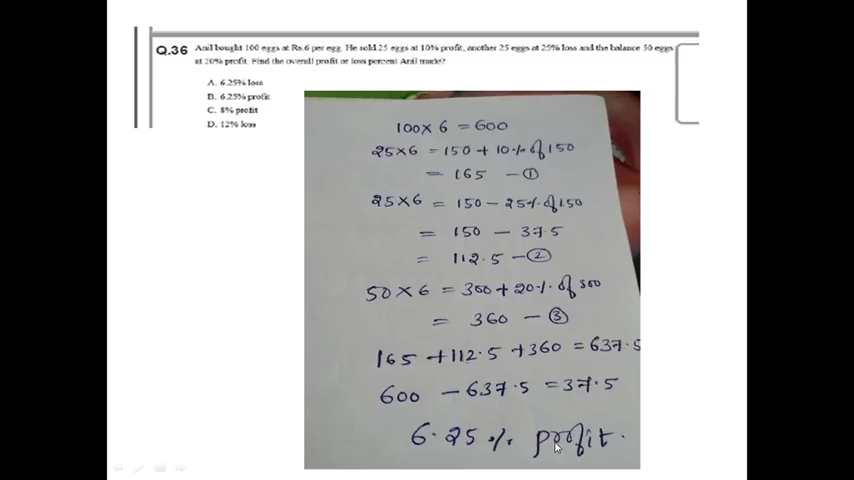 Q.36 Anil bought 100 eggs at Rs.6 per egg. He sold 25 eggs at 10% profit, another 25 eggs at 25% loss and the balance 50 eggs
at 20% profit. Find the overall profit or loss percent Anil made?
A. 6.25% loss
B. 6.25% profit
C. 8% profit
D. 12% loss
100 × 6 = 600
25 × 6 = 150 + 10% of 150
= 165 - ①
25 × 6 = 150 - 25% of 150
= 150 - 37.5
= 112.5 - ②
50 × 6 = 300 + 20% of 300
= 360 - ③
165 + 112.5 + 360 = 637.5
600 - 637.5 = 37.5
6.25% profit.